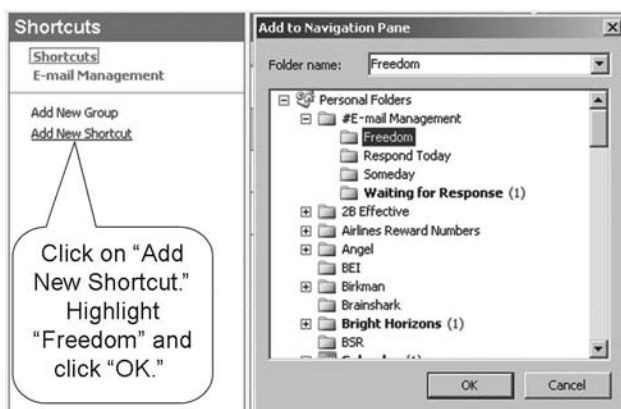 Shortcuts
Shortcuts
E-mail Management
Add New Group
Add New Shortcut
Click on “Add
New Shortcut.”
Highlight
“Freedom” and
click “OK.”
Add to Navigation Pane
Folder name: Freedom
Personal Folders
#E-mail Management
Freedom
Respond Today
Someday
Waiting for Response (1)
2B Effective
Airlines Reward Numbers
Angel
BEI
Birkman
Brainshark
Bright Horizons (1)
BSR
OK Cancel